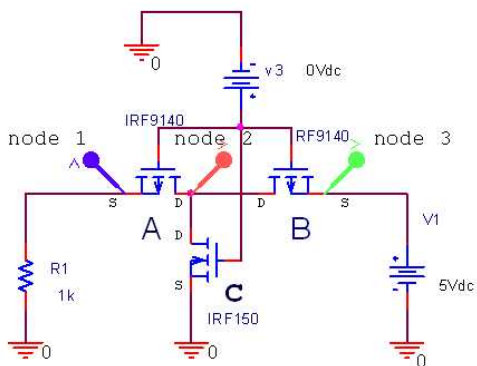 0
v3 0Vdc
IRF9140
node 1
node 2
RF9140
node 3
S
D
D
S
A
B
D
V1
R1
S
C
1k
5Vdc
IRF150
0
0
0